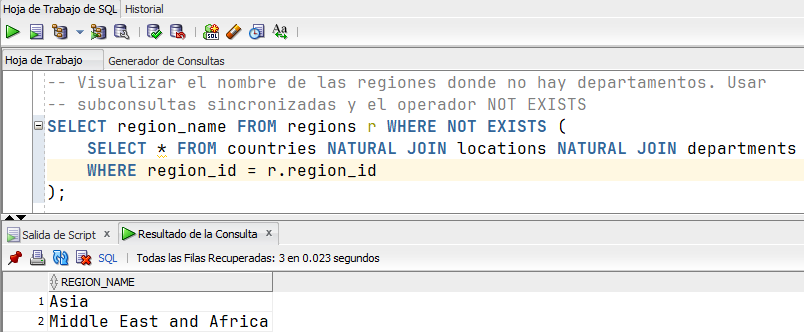 Hoja de Trabajo de SQL Historial
Hoja de Trabajo Generador de Consultas
-- Visualizar el nombre de las regiones donde no hay departamentos. Usar
-- subconsultas sincronizadas y el operador NOT EXISTS
SELECT region_name FROM regions r WHERE NOT EXISTS (
SELECT * FROM countries NATURAL JOIN locations NATURAL JOIN departments
WHERE region_id = r.region_id
);
Salida de Script x Resultado de la Consulta x
SQL | Todas las Filas Recuperadas: 3 en 0.023 segundos
REGION_NAME
1 Asia
2 Middle East and Africa